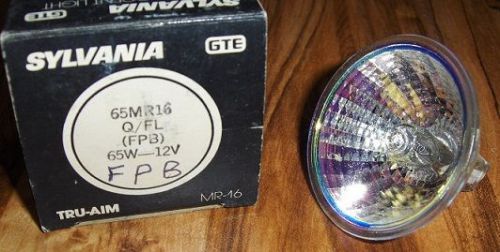 SYLVANIA
GTE
65MR16
Q/FL
(FPB)
65W—12V
FPB
TRU-AIM
MR-16